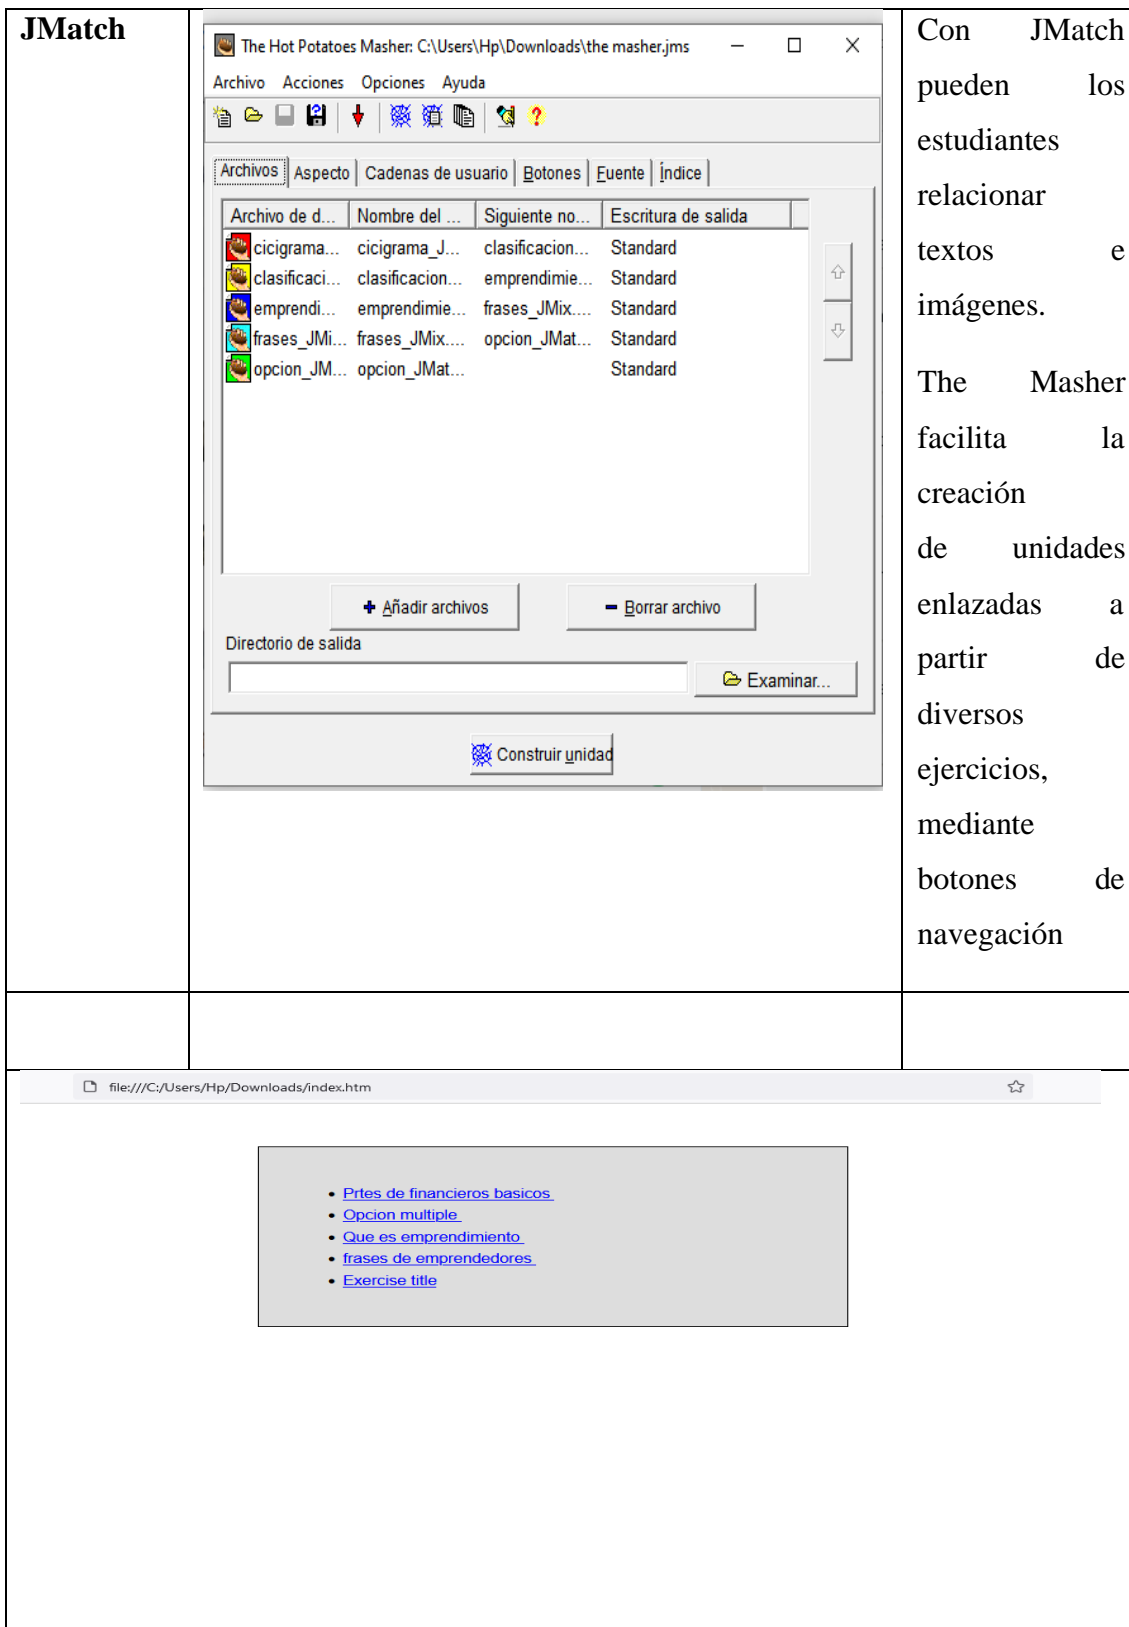 JMatch
The Hot Potatoes Masher: C:\Users\Hp\Downloads\the masher.jms
Archivo Acciones Opciones Ayuda
Archivos Aspecto Cadenas de usuario Botones Fuente Índice
Archivo de d... Nombre del ... Siguiente no... Escritura de salida
cicigrama... cicigrama_J... clasificacion... Standard
clasificaci... clasificacion... emprendimie... Standard
emprendi... emprendimie... frases_JMix.... Standard
frases_JMi... frases_JMix.... opcion_JMat... Standard
opcion_JM... opcion_JMat... Standard
Añadir archivos Borrar archivo
Directorio de salida
Examinar...
Construir unidad
Con JMatch
pueden los
estudiantes
relacionar
textos e
imágenes.
The Masher
facilita la
creación
de unidades
enlazadas a
partir de
diversos
ejercicios,
mediante
botones de
navegación
file:///C:/Users/Hp/Downloads/index.htm
Prtes de financieros basicos
Opcion multiple
Que es emprendimiento
frases de emprendedores
Exercise title